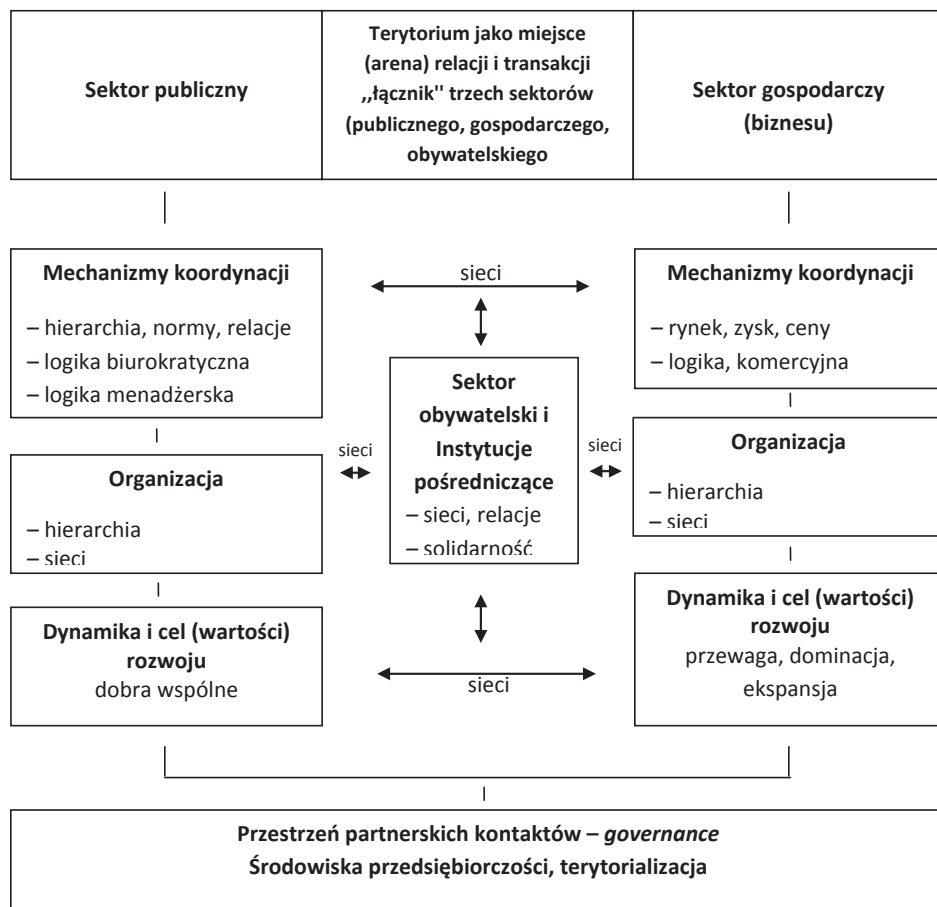 Sektor publiczny
Terytorium jako miejsce
(arena) relacji i transakcji
,,łącznik'' trzech sektorów
(publicznego, gospodarczego,
obywatelskiego
Sektor gospodarczy
(biznesu)
Mechanizmy koordynacji
– hierarchia, normy, relacje
– logika biurokratyczna
– logika menadżerska
sieci
Mechanizmy koordynacji
– rynek, zysk, ceny
– logika, komercyjna
Sektor
obywatelski i
Instytucje
pośredniczące
– sieci, relacje
– solidarność
sieci
sieci
Organizacja
– hierarchia
– sieci
Organizacja
– hierarchia
– sieci
Dynamika i cel (wartości)
rozwoju
dobra wspólne
sieci
Dynamika i cel (wartości)
rozwoju
przewaga, dominacja,
ekspansja
Przestrzeń partnerskich kontaktów – governance
Środowiska przedsiębiorczości, terytorializacja